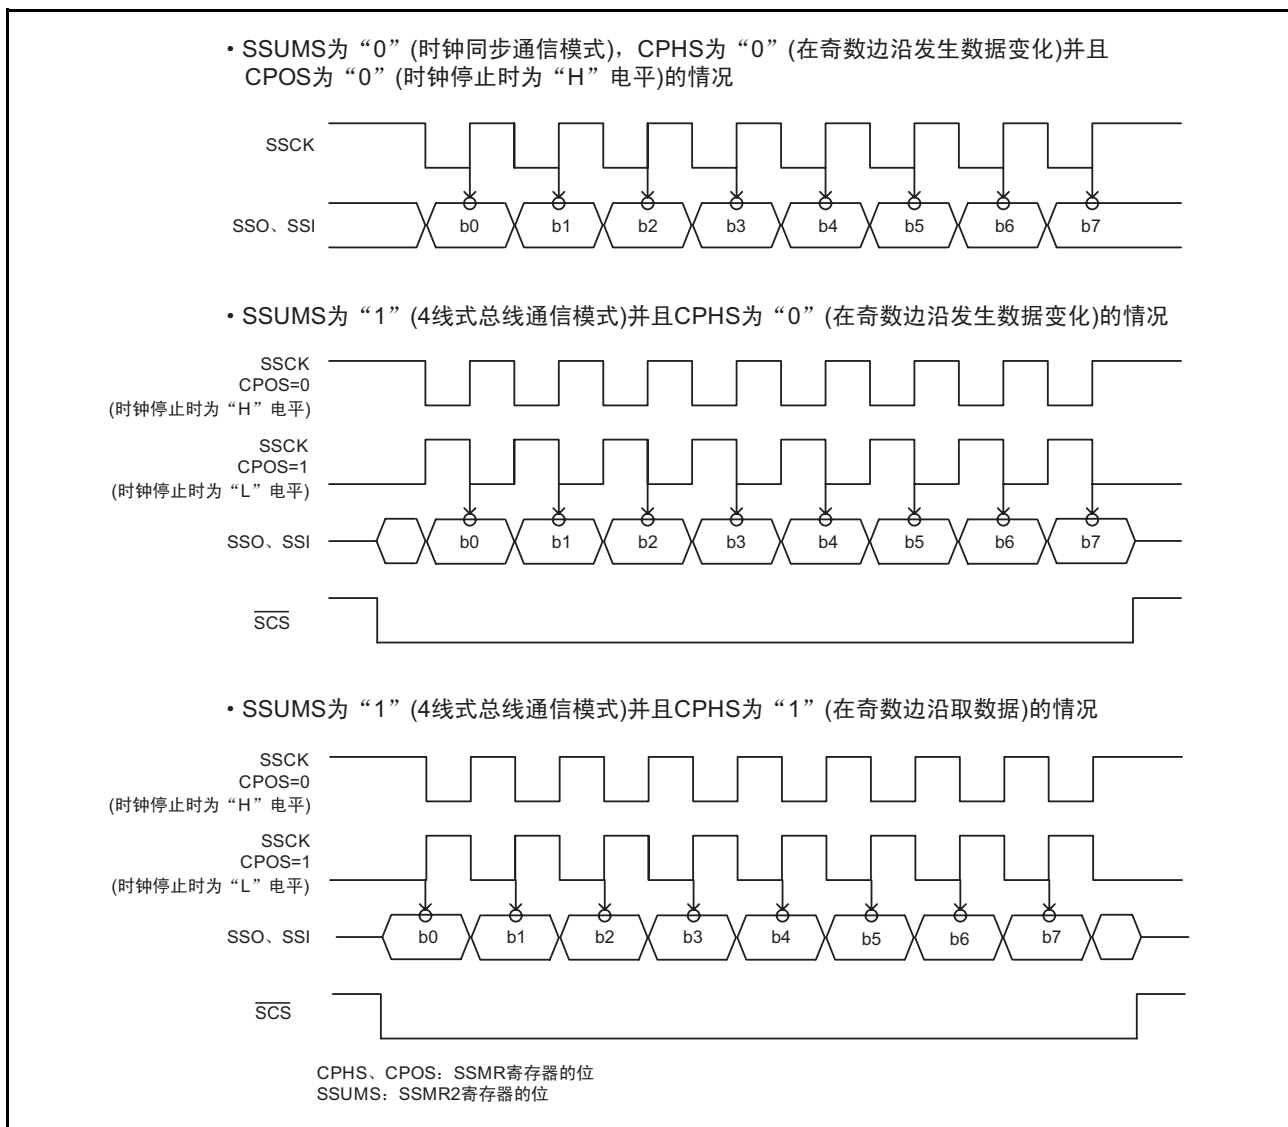 • SSUMS为“0”(时钟同步通信模式)，CPHS为“0”(在奇数边沿发生数据变化)并且
CPOS为“0”(时钟停止时为“H”电平)的情况
SSCK
SSO、SSI
b0 b1 b2 b3 b4 b5 b6 b7
• SSUMS为“1”(4线式总线通信模式)并且CPHS为“0”(在奇数边沿发生数据变化)的情况
SSCK
CPOS=0
(时钟停止时为“H”电平)
SSCK
CPOS=1
(时钟停止时为“L”电平)
SSO、SSI
b0 b1 b2 b3 b4 b5 b6 b7
SCS
• SSUMS为“1”(4线式总线通信模式)并且CPHS为“1”(在奇数边沿取数据)的情况
SSCK
CPOS=0
(时钟停止时为“H”电平)
SSCK
CPOS=1
(时钟停止时为“L”电平)
SSO、SSI
b0 b1 b2 b3 b4 b5 b6 b7
SCS
CPHS、CPOS：SSMR寄存器的位
SSUMS：SSMR2寄存器的位